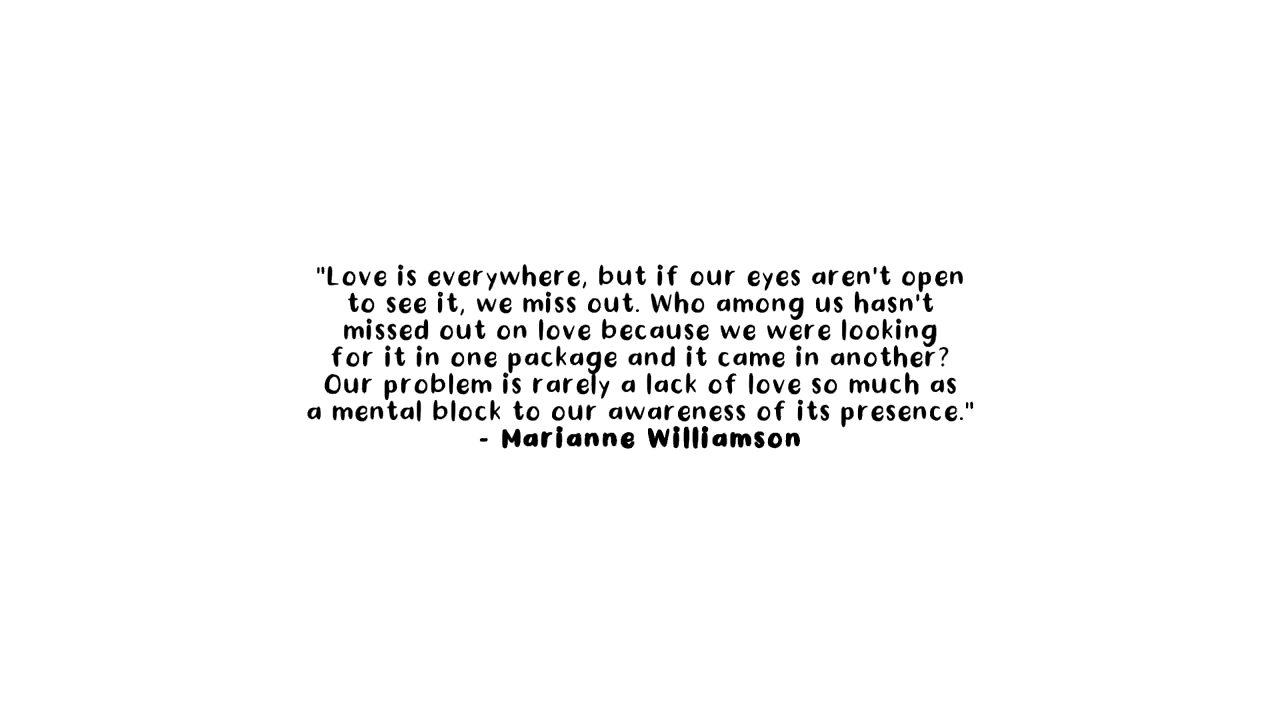 "Love is everywhere, but if our eyes aren't open
to see it, we miss out. Who among us hasn't
missed out on love because we were looking
for it in one package and it came in another?
Our problem is rarely a lack of love so much as
a mental block to our awareness of its presence."
- Marianne Williamson